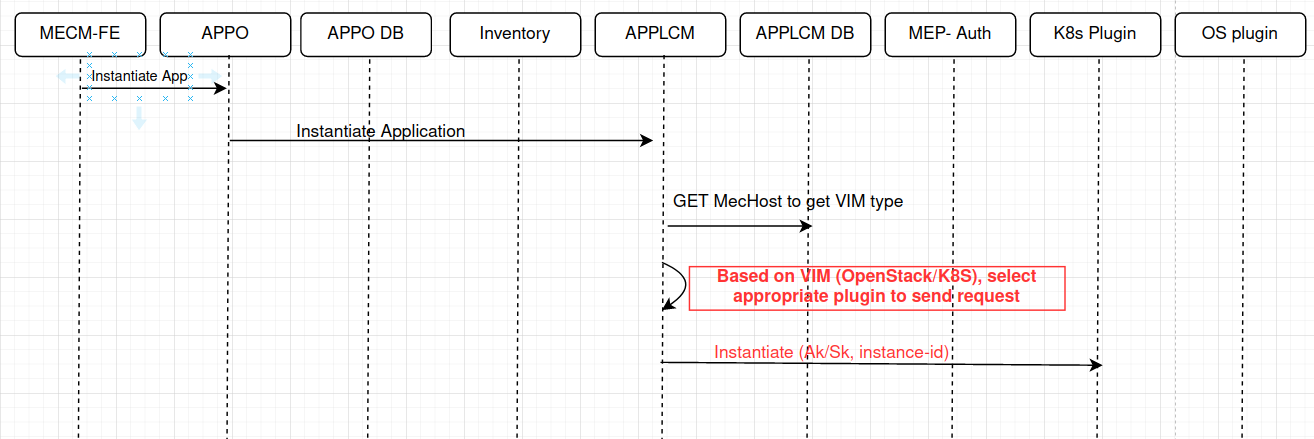 MECM-FE
APPO
APPO DB
Inventory
APPLCM
APPLCM DB
MEP- Auth
K8s Plugin
OS plugin
Instantiate App
Instantiate Application
GET MecHost to get VIM type
Based on VIM (OpenStack/K8S), select
appropriate plugin to send request
Instantiate (Ak/Sk, instance-id)